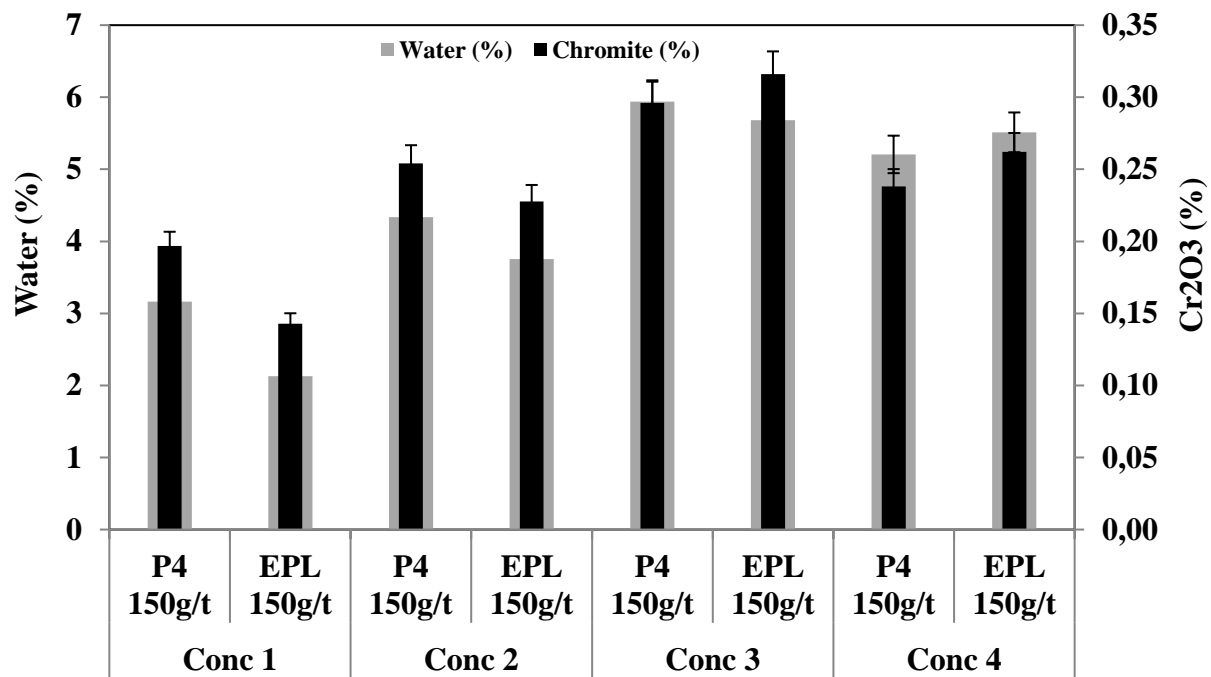 Water (%) Chromite (%)
7
6
5
4
3
2
1
0
Water (%)
0,35
0,30
0,25
0,20
0,15
0,10
0,05
0,00
Cr2O3 (%)
P4 EPL P4 EPL P4 EPL P4 EPL
150g/t 150g/t 150g/t 150g/t 150g/t 150g/t 150g/t 150g/t
Conc 1 Conc 2 Conc 3 Conc 4